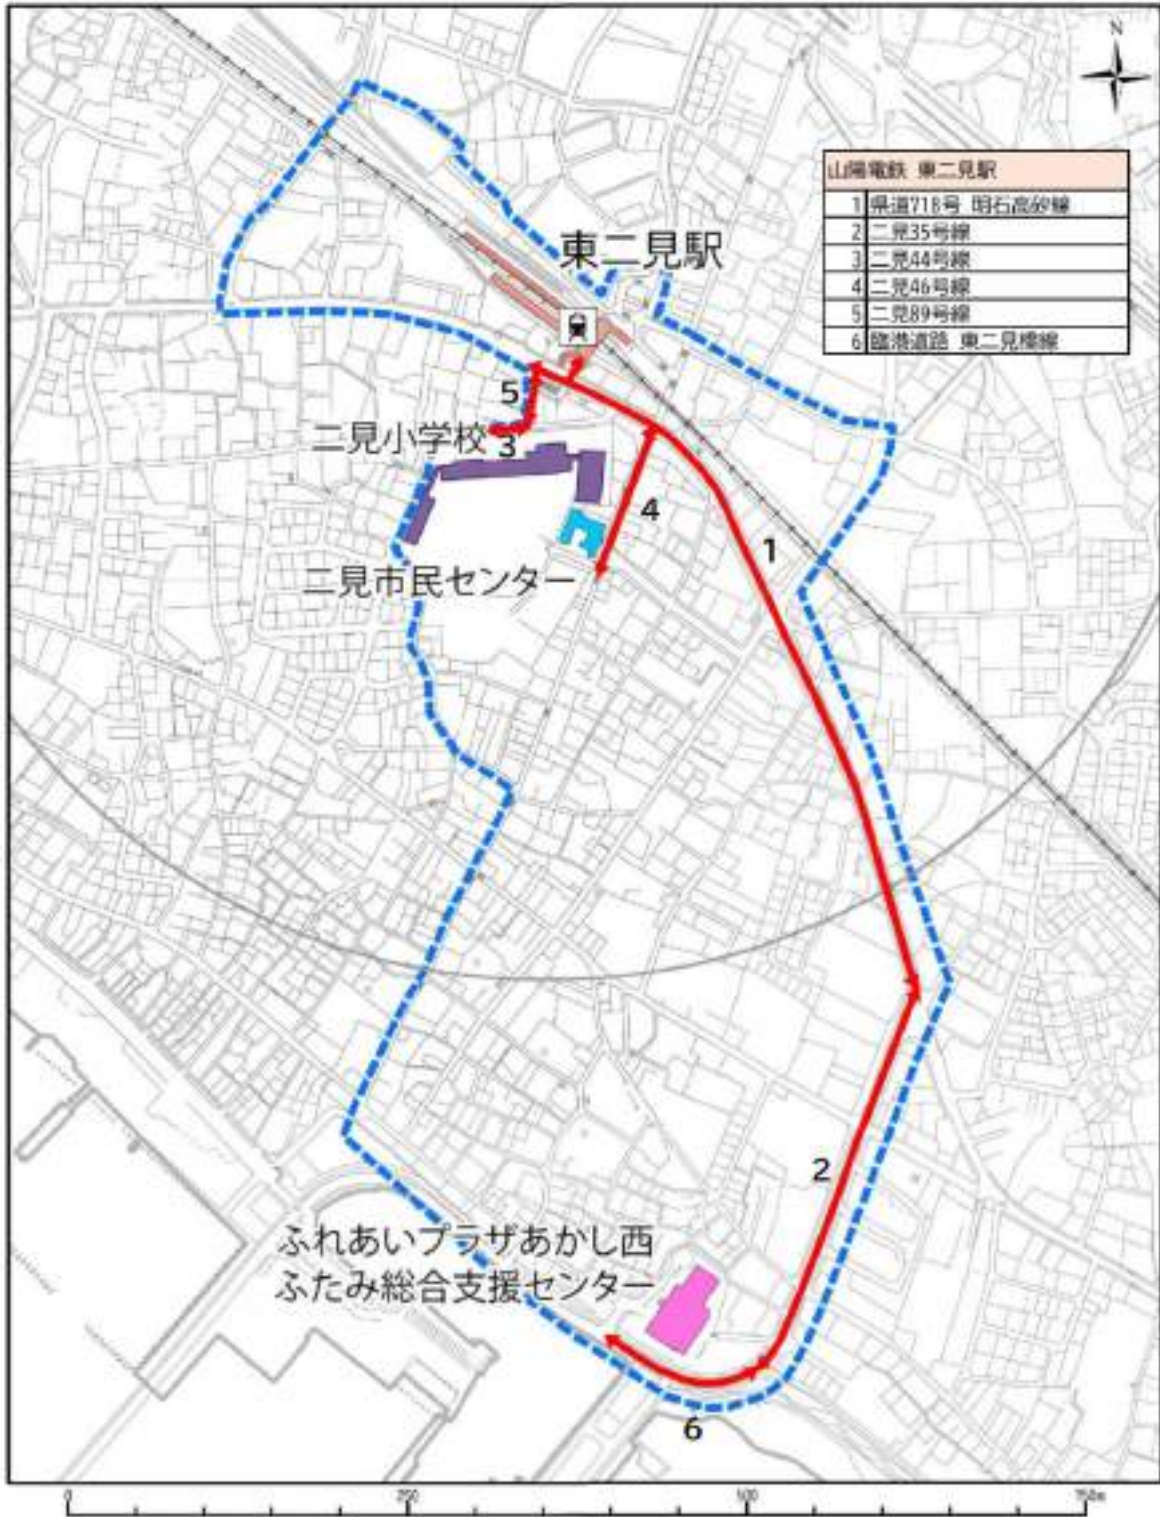 N
山陽電鉄 東二見駅
1 県道718号 明石高砂線
2 二見35号線
3 二見44号線
4 二見46号線
5 二見89号線
6 臨港道路 東二見橋線
東二見駅
5
二見小学校
3
4
1
二見市民センター
2
ふれあいプラザあかし西
ふたみ総合支援センター
6
0 250 500 750m